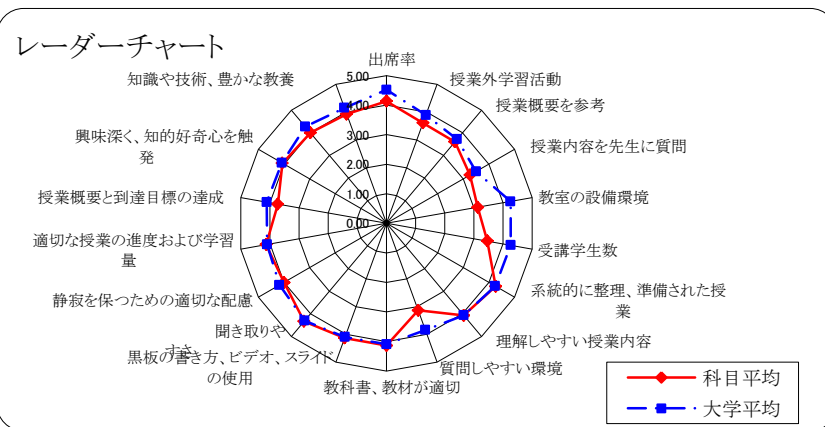 レーダーチャート
出席率
授業外学習活動
授業概要を参考
授業内容を先生に質問
教室の設備環境
受講学生数
系統的に整理、準備された授
業
理解しやすい授業内容
質問しやすい環境
教科書、教材が適切
黒板の書き方、ビデオ、スライド
の使用
聞き取りや
すさ
静寂を保つための適切な配慮
適切な授業の進度および学習
量
授業概要と到達目標の達成
興味深く、知的好奇心を触
発
知識や技術、豊かな教養
5.00
4.00
3.00
2.00
1.00
0.00
科目平均
大学平均